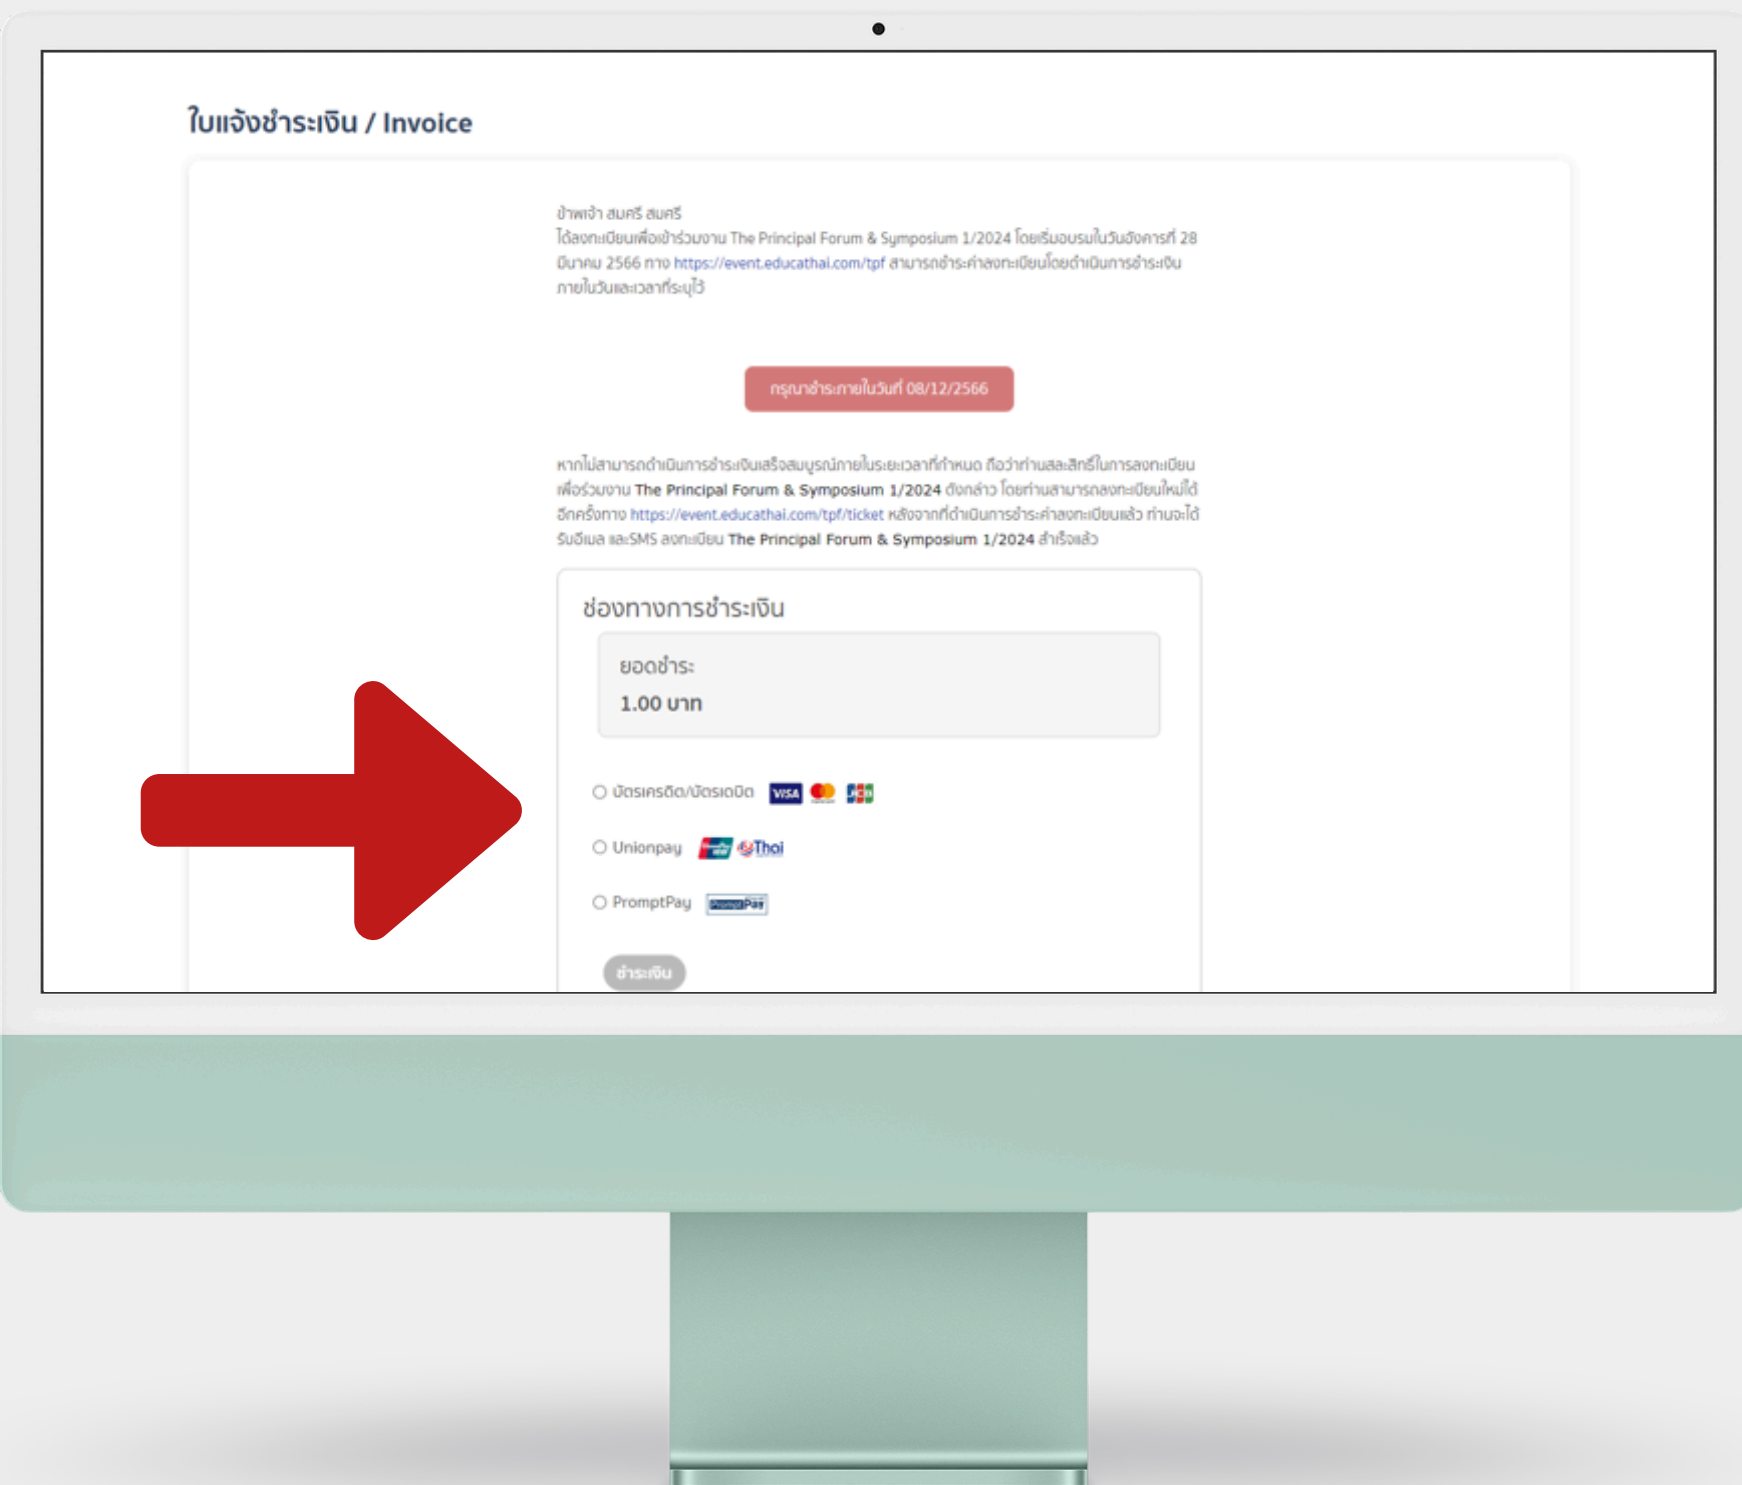 ใบแจ้งชำระเงิน / Invoice
ข้าพเจ้า สมศรี สมศรี
ได้ลงทะเบียนเพื่อเข้าร่วมงาน The Principal Forum & Symposium 1/2024 โดยเริ่มอบรมในวันอังคารที่ 28
มีนาคม 2566 ทาง https://event.educathai.com/tpf สามารถชำระค่าลงทะเบียนโดยดำเนินการชำระเงิน
ภายในวันและเวลาที่ระบุไว้
กรุณาชำระภายในวันที่ 08/12/2566
หากไม่สามารถดำเนินการชำระเงินเสร็จสมบูรณ์ภายในระยะเวลาที่กำหนด ถือว่าท่านสละสิทธิ์ในการลงทะเบียน
เพื่อร่วมงาน The Principal Forum & Symposium 1/2024 ดังกล่าว โดยท่านสามารถลงทะเบียนใหม่ได้
อีกครั้งทาง https://event.educathai.com/tpf/ticket หลังจากที่ดำเนินการชำระค่าลงทะเบียนแล้ว ท่านจะได้
รับอีเมล และSMS ลงทะเบียน The Principal Forum & Symposium 1/2024 สำเร็จแล้ว
ช่องทางการชำระเงิน
ยอดชำระ
1.00 บาท
บัตรเครดิต/บัตรเดบิต VISA JCB
Unionpay Thai
PromptPay PromptPay
ชำระเงิน